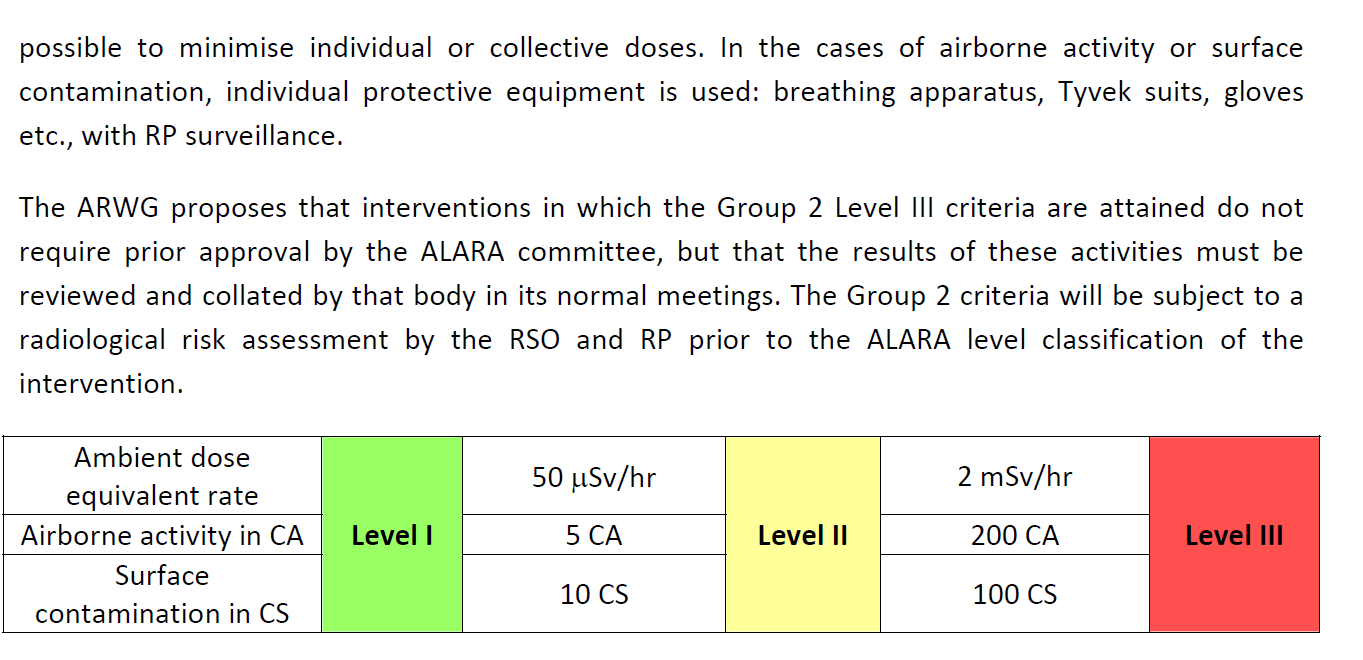 possible to minimise individual or collective doses. In the cases of airborne activity or surface
contamination, individual protective equipment is used: breathing apparatus, Tyvek suits, gloves
etc., with RP surveillance.
The ARWG proposes that interventions in which the Group 2 Level III criteria are attained do not
require prior approval by the ALARA committee, but that the results of these activities must be
reviewed and collated by that body in its normal meetings. The Group 2 criteria will be subject to a
radiological risk assessment by the RSO and RP prior to the ALARA level classification of the
intervention.
Ambient dose
equivalent rate
50 µSv/hr
2 mSv/hr
Airborne activity in CA
Level I
5 CA
Level II
200 CA
Level III
Surface
contamination in CS
10 CS
100 CS